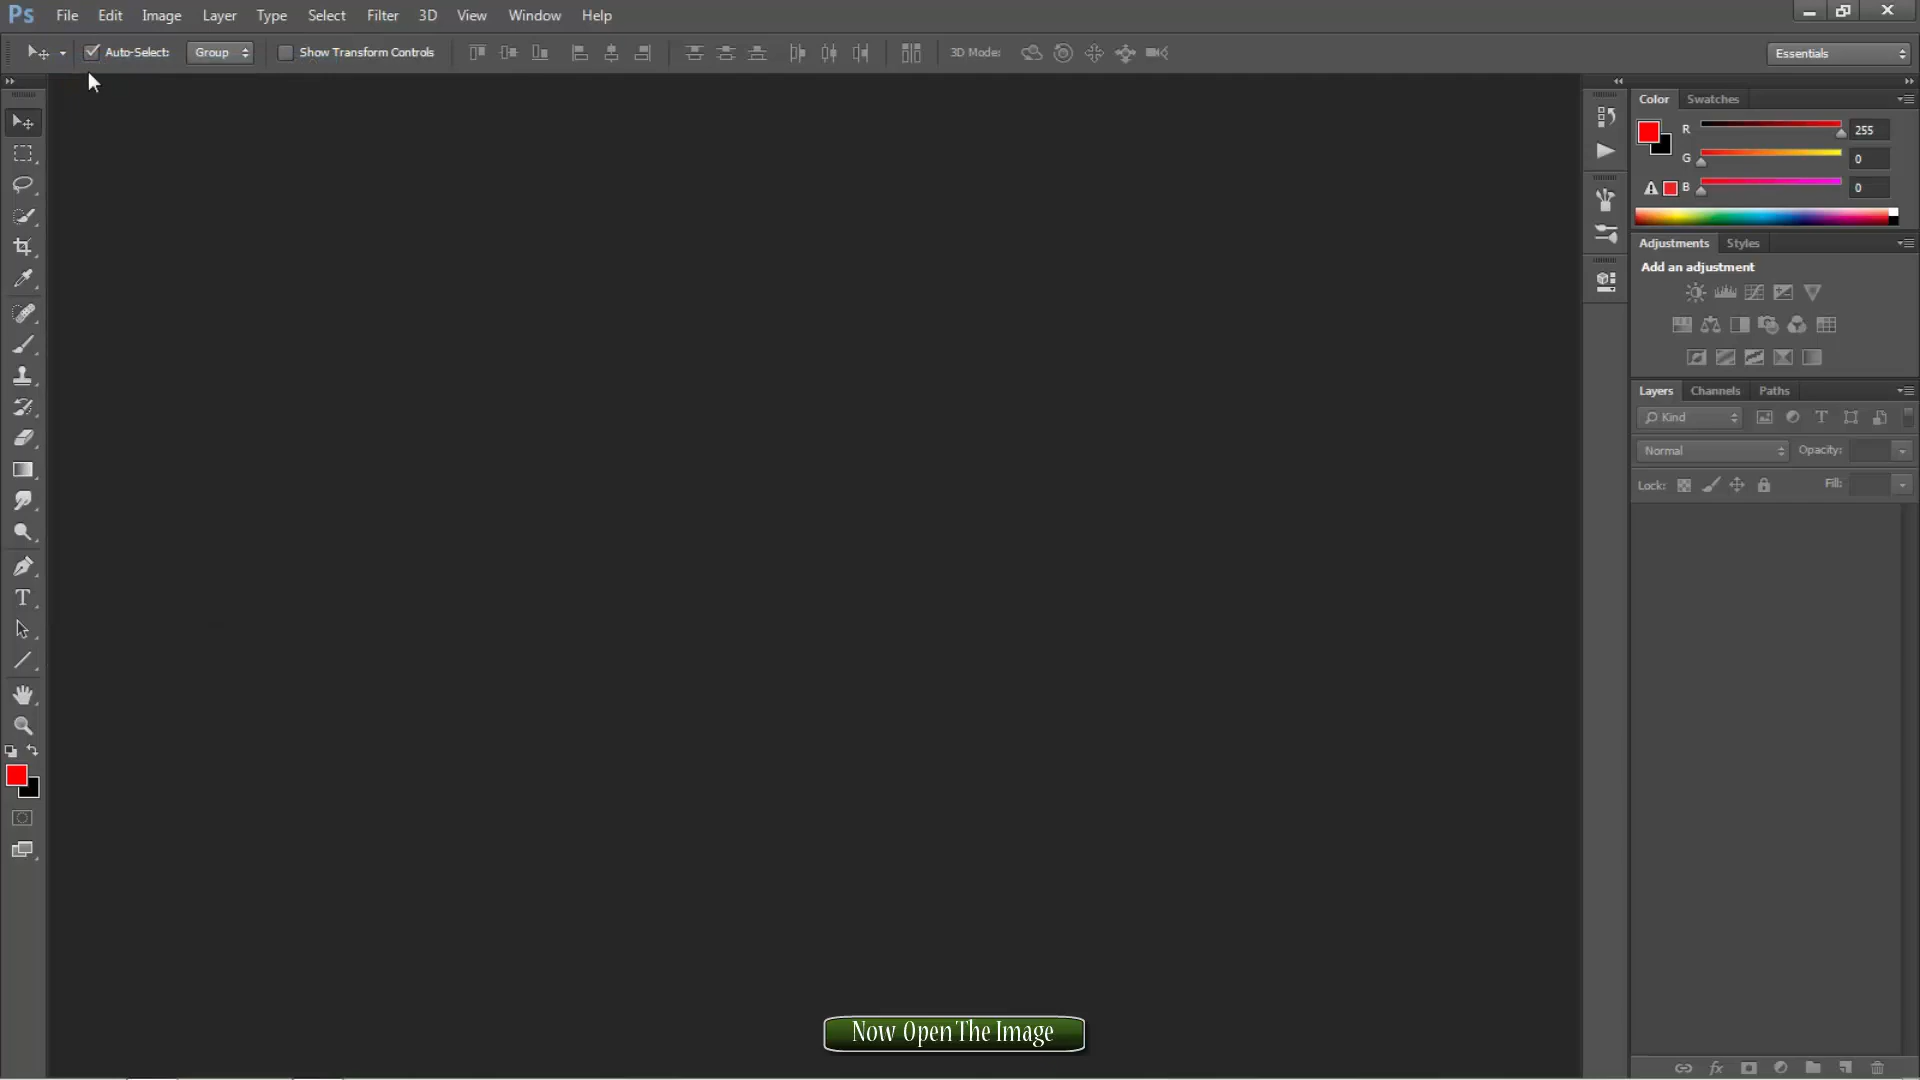 Ps File Edit Image Layer Type Select Filter 3D View Window Help
Auto-Select: Group Show Transform Controls 3D Mode: Essentials
Color Swatches
R 255
G 0
B 0
Adjustments Styles
Add an adjustment
Layers Channels Paths
Kind
Normal Opacity:
Lock: Fill:
Now Open The Image